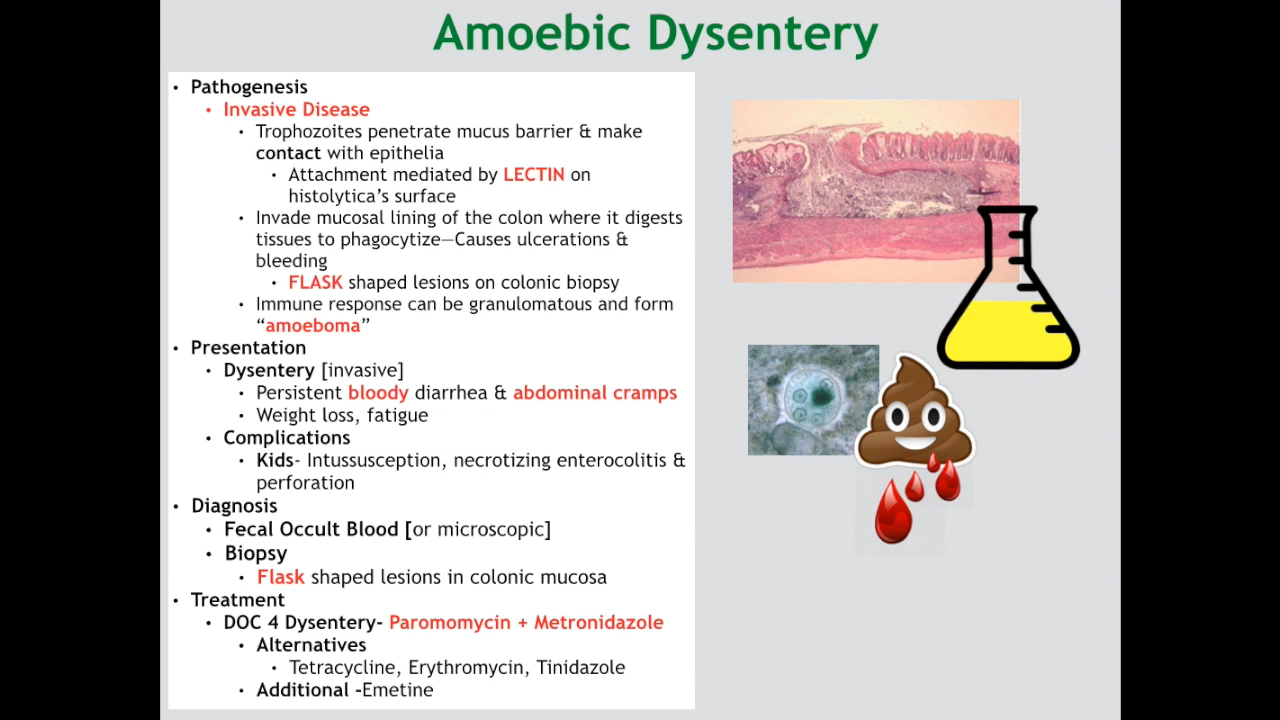 Amoebic Dysentery
• Pathogenesis
• Invasive Disease
• Trophozoites penetrate mucus barrier & make
contact with epithelia
• Attachment mediated by LECTIN on
histolytica's surface
• Invade mucosal lining of the colon where it digests
tissues to phagocytize—Causes ulcerations &
bleeding
• FLASK shaped lesions on colonic biopsy
• Immune response can be granulomatous and form
“amoeboma”
• Presentation
• Dysentery [invasive]
• Persistent bloody diarrhea & abdominal cramps
• Weight loss, fatigue
• Complications
• Kids- Intussusception, necrotizing enterocolitis &
perforation
• Diagnosis
• Fecal Occult Blood [or microscopic]
• Biopsy
• Flask shaped lesions in colonic mucosa
• Treatment
• DOC 4 Dysentery- Paromomycin + Metronidazole
• Alternatives
• Tetracycline, Erythromycin, Tinidazole
• Additional -Emetine